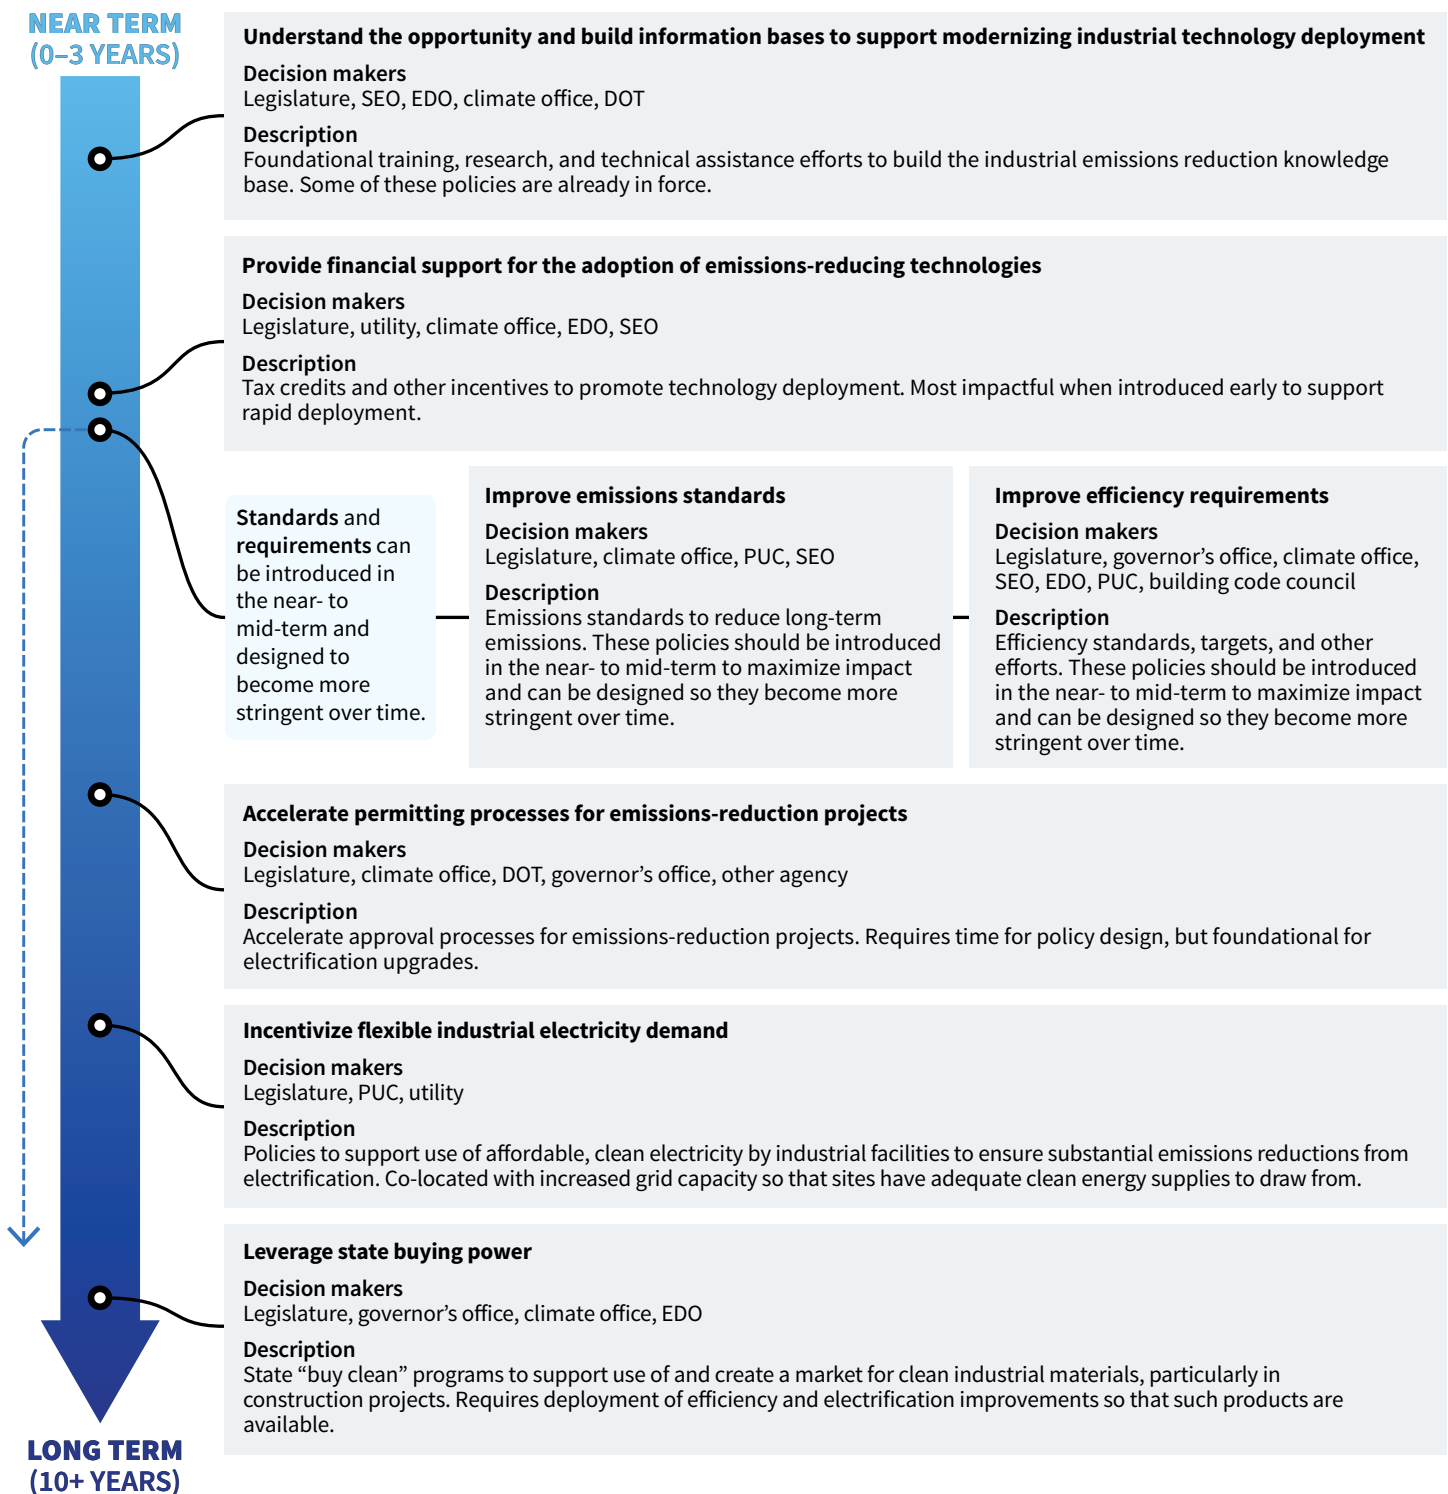 NEAR TERM
(0–3 YEARS)
Understand the opportunity and build information bases to support modernizing industrial technology deployment
Decision makers
Legislature, SEO, EDO, climate office, DOT
Description
Foundational training, research, and technical assistance efforts to build the industrial emissions reduction knowledge
base. Some of these policies are already in force.
Provide financial support for the adoption of emissions-reducing technologies
Decision makers
Legislature, utility, climate office, EDO, SEO
Description
Tax credits and other incentives to promote technology deployment. Most impactful when introduced early to support
rapid deployment.
Standards and
requirements can
be introduced in
the near- to
mid-term and
designed to
become more
stringent over time.
Improve emissions standards
Decision makers
Legislature, climate office, PUC, SEO
Description
Emissions standards to reduce long-term
emissions. These policies should be introduced
in the near- to mid-term to maximize impact
and can be designed so they become more
stringent over time.
Improve efficiency requirements
Decision makers
Legislature, governor’s office, climate office,
SEO, EDO, PUC, building code council
Description
Efficiency standards, targets, and other
efforts. These policies should be introduced
in the near- to mid-term to maximize impact
and can be designed so they become more
stringent over time.
Accelerate permitting processes for emissions-reduction projects
Decision makers
Legislature, climate office, DOT, governor’s office, other agency
Description
Accelerate approval processes for emissions-reduction projects. Requires time for policy design, but foundational for
electrification upgrades.
Incentivize flexible industrial electricity demand
Decision makers
Legislature, PUC, utility
Description
Policies to support use of affordable, clean electricity by industrial facilities to ensure substantial emissions reductions from
electrification. Co-located with increased grid capacity so that sites have adequate clean energy supplies to draw from.
Leverage state buying power
Decision makers
Legislature, governor’s office, climate office, EDO
Description
State “buy clean” programs to support use of and create a market for clean industrial materials, particularly in
construction projects. Requires deployment of efficiency and electrification improvements so that such products are
available.
LONG TERM
(10+ YEARS)